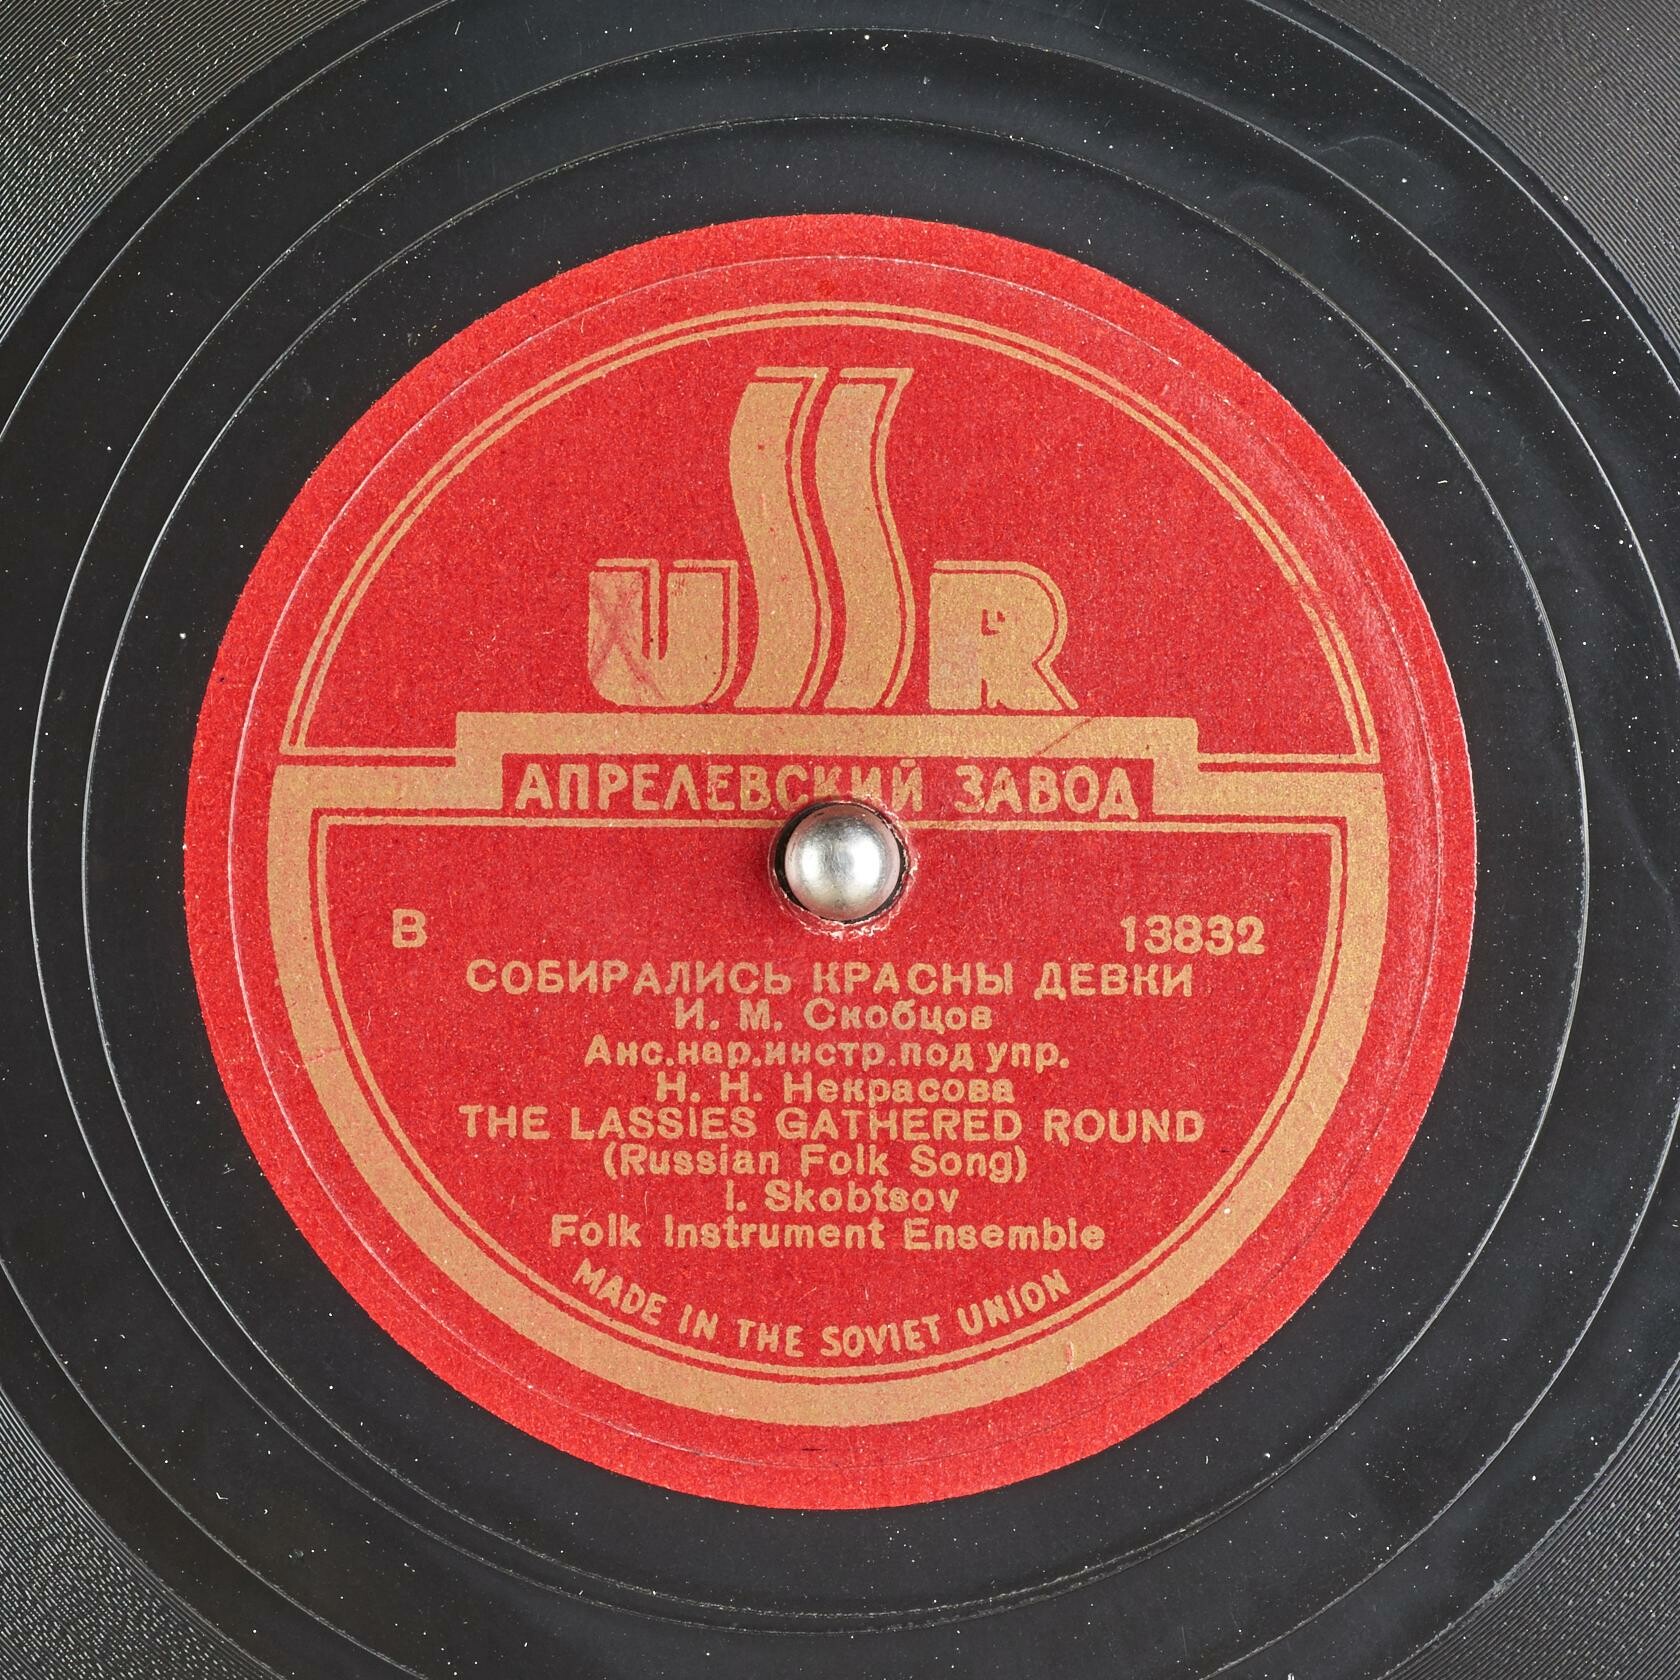 USSR
АПРЕЛЕВСКИЙ ЗАВОД
В 13832
СОБИРАЛИСЬ КРАСНЫ ДЕВКИ
И. М. Скобцов
Анс.нар.инстр.под упр.
Н. Н. Некрасова
THE LASSIES GATHERED ROUND
(Russian Folk Song)
I. Skobtsov
Folk Instrument Ensemble
MADE IN THE SOVIET UNION